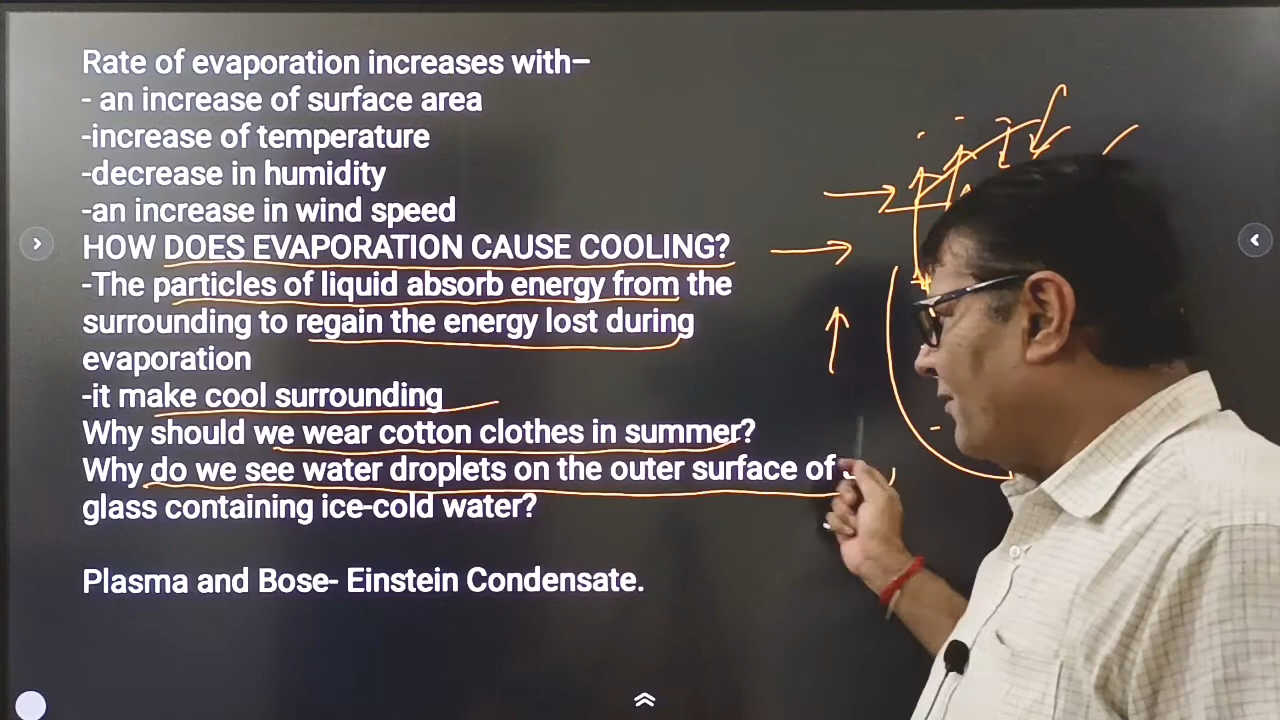 Rate of evaporation increases with–
- an increase of surface area
-increase of temperature
-decrease in humidity
-an increase in wind speed
HOW DOES EVAPORATION CAUSE COOLING?
-The particles of liquid absorb energy from the
surrounding to regain the energy lost during
evaporation
-it make cool surrounding
Why should we wear cotton clothes in summer?
Why do we see water droplets on the outer surface of
glass containing ice-cold water?
Plasma and Bose- Einstein Condensate.